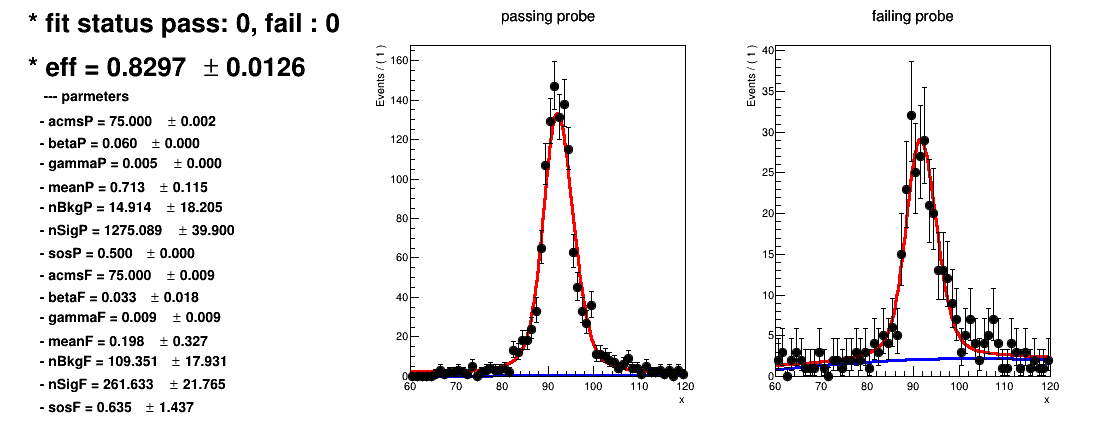 * fit status pass: 0, fail : 0
* eff = 0.8297 ± 0.0126
--- parmeters
- acmsP = 75.000 ± 0.002
- betaP = 0.060 ± 0.000
- gammaP = 0.005 ± 0.000
- meanP = 0.713 ± 0.115
- nBkgP = 14.914 ± 18.205
- nSigP = 1275.089 ± 39.900
- sosP = 0.500 ± 0.000
- acmsF = 75.000 ± 0.009
- betaF = 0.033 ± 0.018
- gammaF = 0.009 ± 0.009
- meanF = 0.198 ± 0.327
- nBkgF = 109.351 ± 17.931
- nSigF = 261.633 ± 21.765
- sosF = 0.635 ± 1.437
passing probe
Events / ( 1 )
160
140
120
100
80
60
40
20
0
60 70 80 90 100 110 120
x
failing probe
Events / ( 1 )
40
35
30
25
20
15
10
5
0
60 70 80 90 100 110 120
x